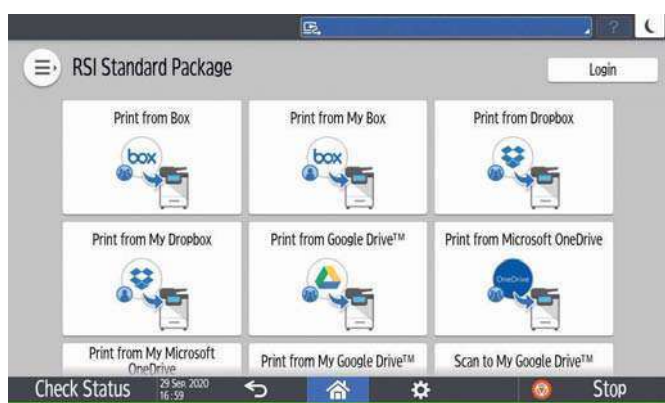 ?
RSI Standard Package
Login
Print from Box
Print from My Box
Print from Dropbox
box
box
Print from My Dropbox
Print from Google Drive™
Print from Microsoft OneDrive
OneDrive
Print from My Microsoft
OneDrive
Print from My Google Drive™
Scan to My Google Drive™
Check Status
29 Sep 2020
16:59
Stop